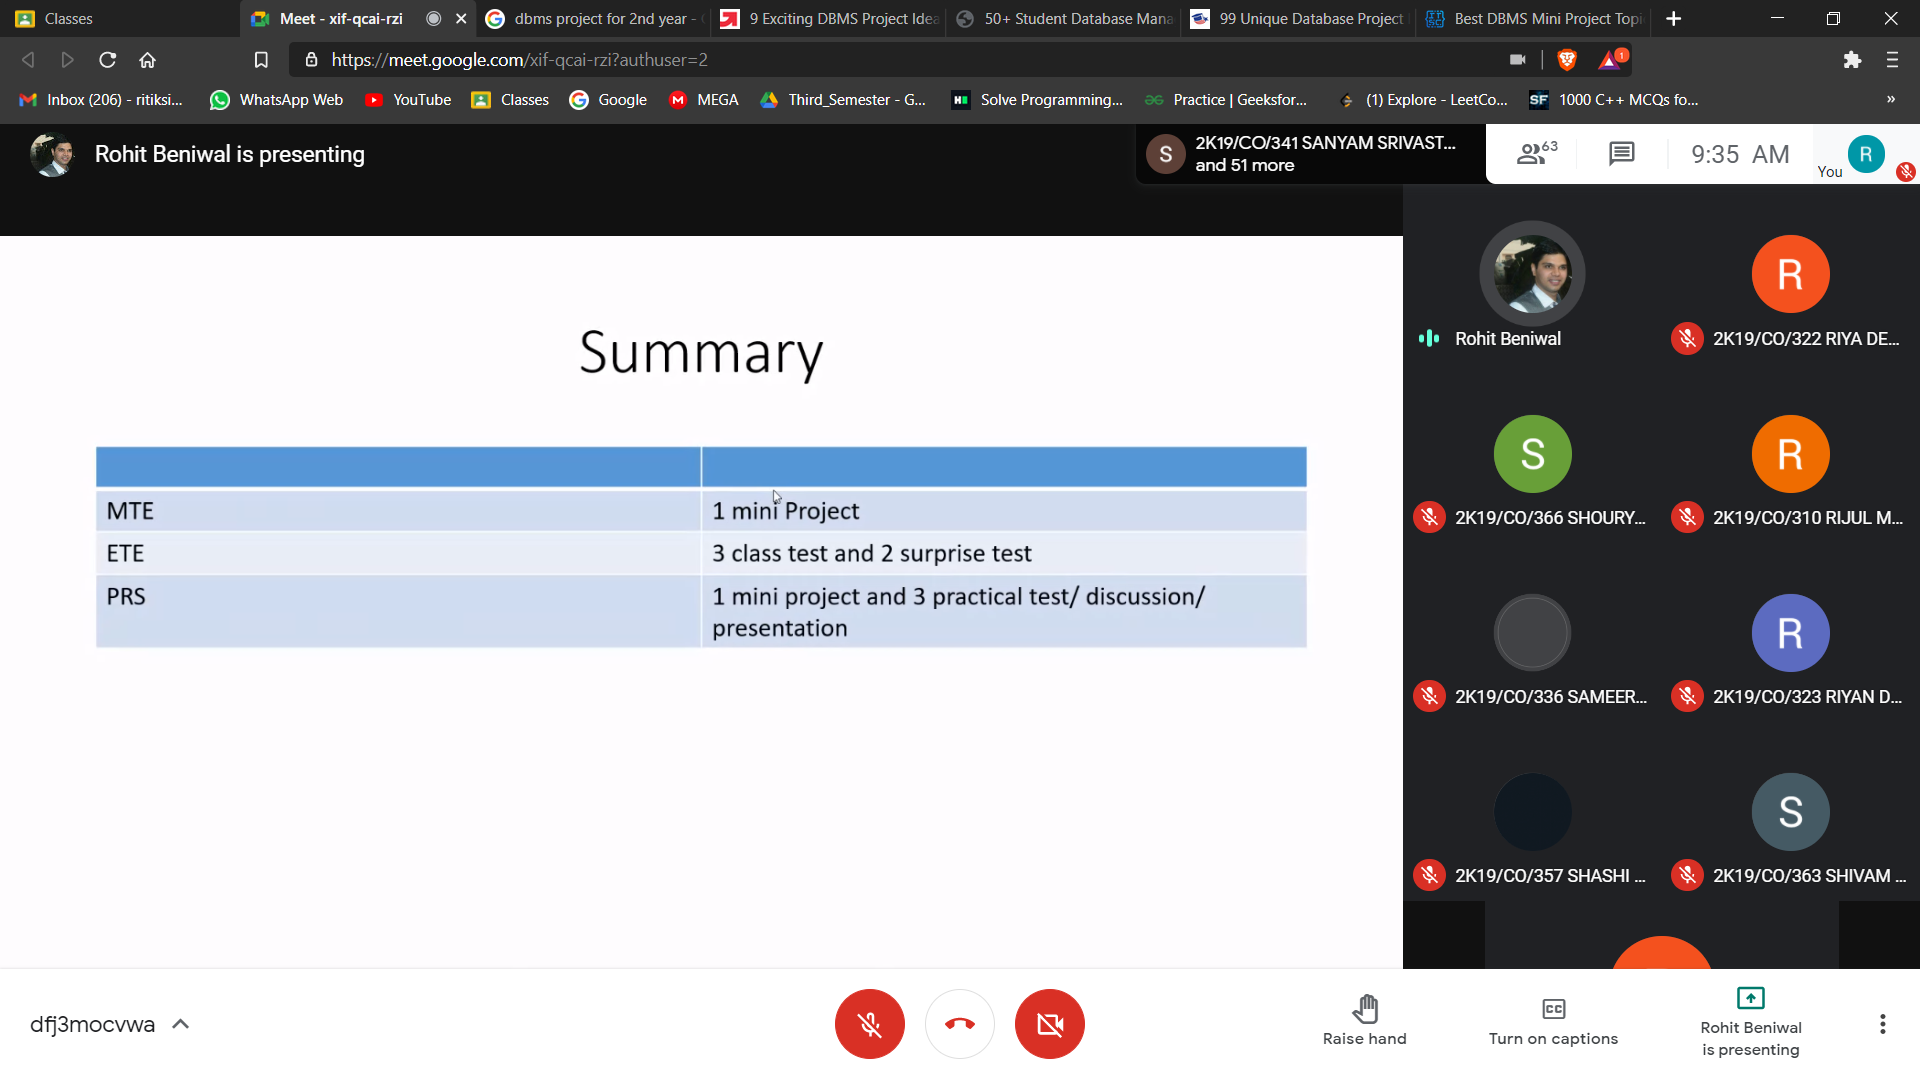 Classes
Meet - xif-qcai-rzi
dbms project for 2nd year -
9 Exciting DBMS Project Idea
50+ Student Database Mana
99 Unique Database Project
Best DBMS Mini Project Topi
https://meet.google.com/xif-qcai-rzi?authuser=2
1
Inbox (206) - ritiksi...
WhatsApp Web
YouTube
Classes
Google
MEGA
Third_Semester - G...
Solve Programming...
Practice | Geeksfor...
(1) Explore - LeetCo...
SF
1000 C++ MCQs fo...
»
Rohit Beniwal is presenting
S
2K19/CO/341 SANYAM SRIVAST...
and 51 more
63
9:35 AM
You
R
Summary
MTE
1 mini Project
ETE
3 class test and 2 surprise test
PRS
1 mini project and 3 practical test/ discussion/
presentation
Rohit Beniwal
R
2K19/CO/322 RIYA DE...
S
2K19/CO/366 SHOURY...
R
2K19/CO/310 RIJUL M...
2K19/CO/336 SAMEER...
R
2K19/CO/323 RIYAN D...
2K19/CO/357 SHASHI ...
S
2K19/CO/363 SHIVAM ...
dfj3mocvwa
Raise hand
CC
Turn on captions
Rohit Beniwal
is presenting